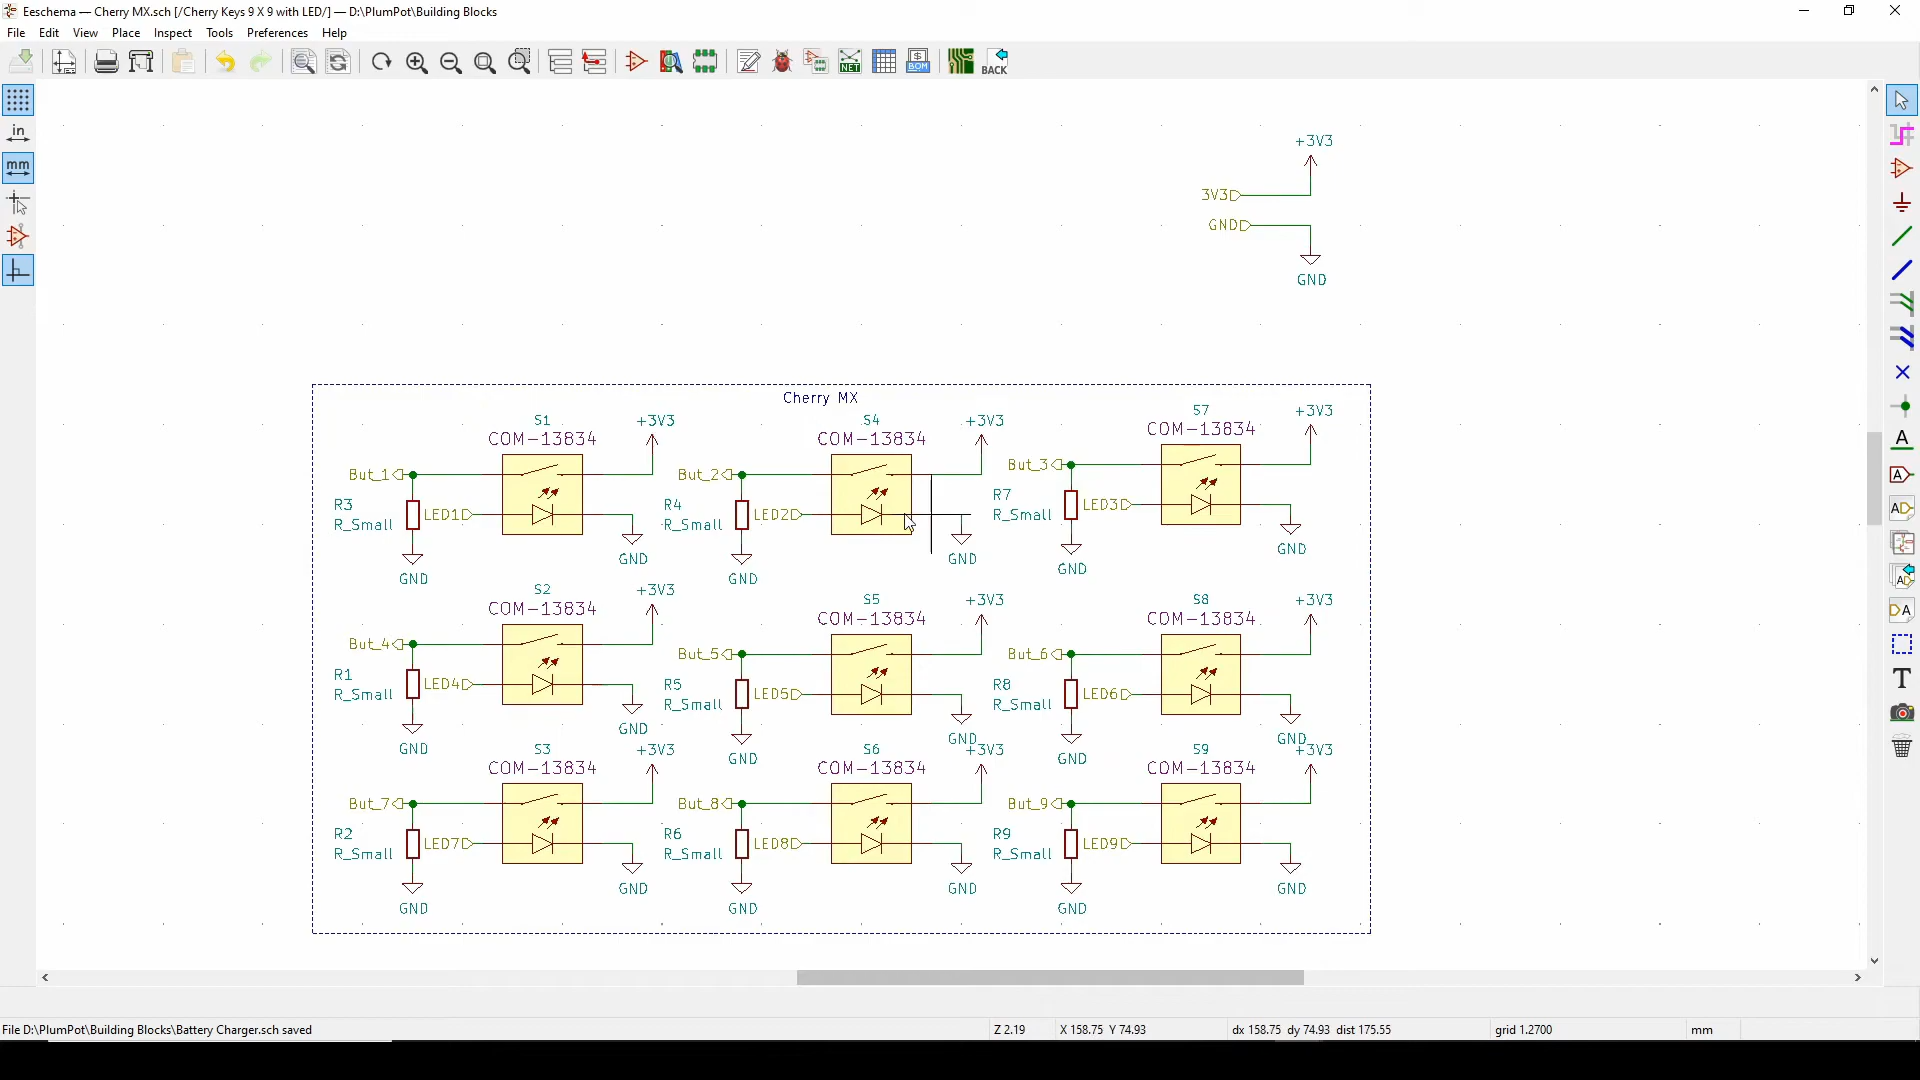 Eeschema — Cherry MX.sch [/Cherry Keys 9 X 9 with LED/] — D:\PlumPot\Building Blocks
File Edit View Place Inspect Tools Preferences Help
NET
BOM
BACK
in
mm
A
A
A
A
A
T
+3V3
3V3
GND
GND
Cherry MX
S1
COM-13834
+3V3
But_1
R3
R_Small
LED1
GND
GND
S4
COM-13834
+3V3
But_2
R4
R_Small
LED2
GND
GND
S7
COM-13834
+3V3
But_3
R7
R_Small
LED3
GND
GND
S2
COM-13834
+3V3
But_4
R1
R_Small
LED4
GND
GND
S5
COM-13834
+3V3
But_5
R5
R_Small
LED5
GND
GND
S8
COM-13834
+3V3
But_6
R8
R_Small
LED6
GND
GND
S3
COM-13834
+3V3
But_7
R2
R_Small
LED7
GND
GND
S6
COM-13834
+3V3
But_8
R6
R_Small
LED8
GND
GND
S9
COM-13834
+3V3
But_9
R9
R_Small
LED9
GND
GND
File D:\PlumPot\Building Blocks\Battery Charger.sch saved
Z 2.19
X 158.75 Y 74.93
dx 158.75 dy 74.93 dist 175.55
grid 1.2700
mm